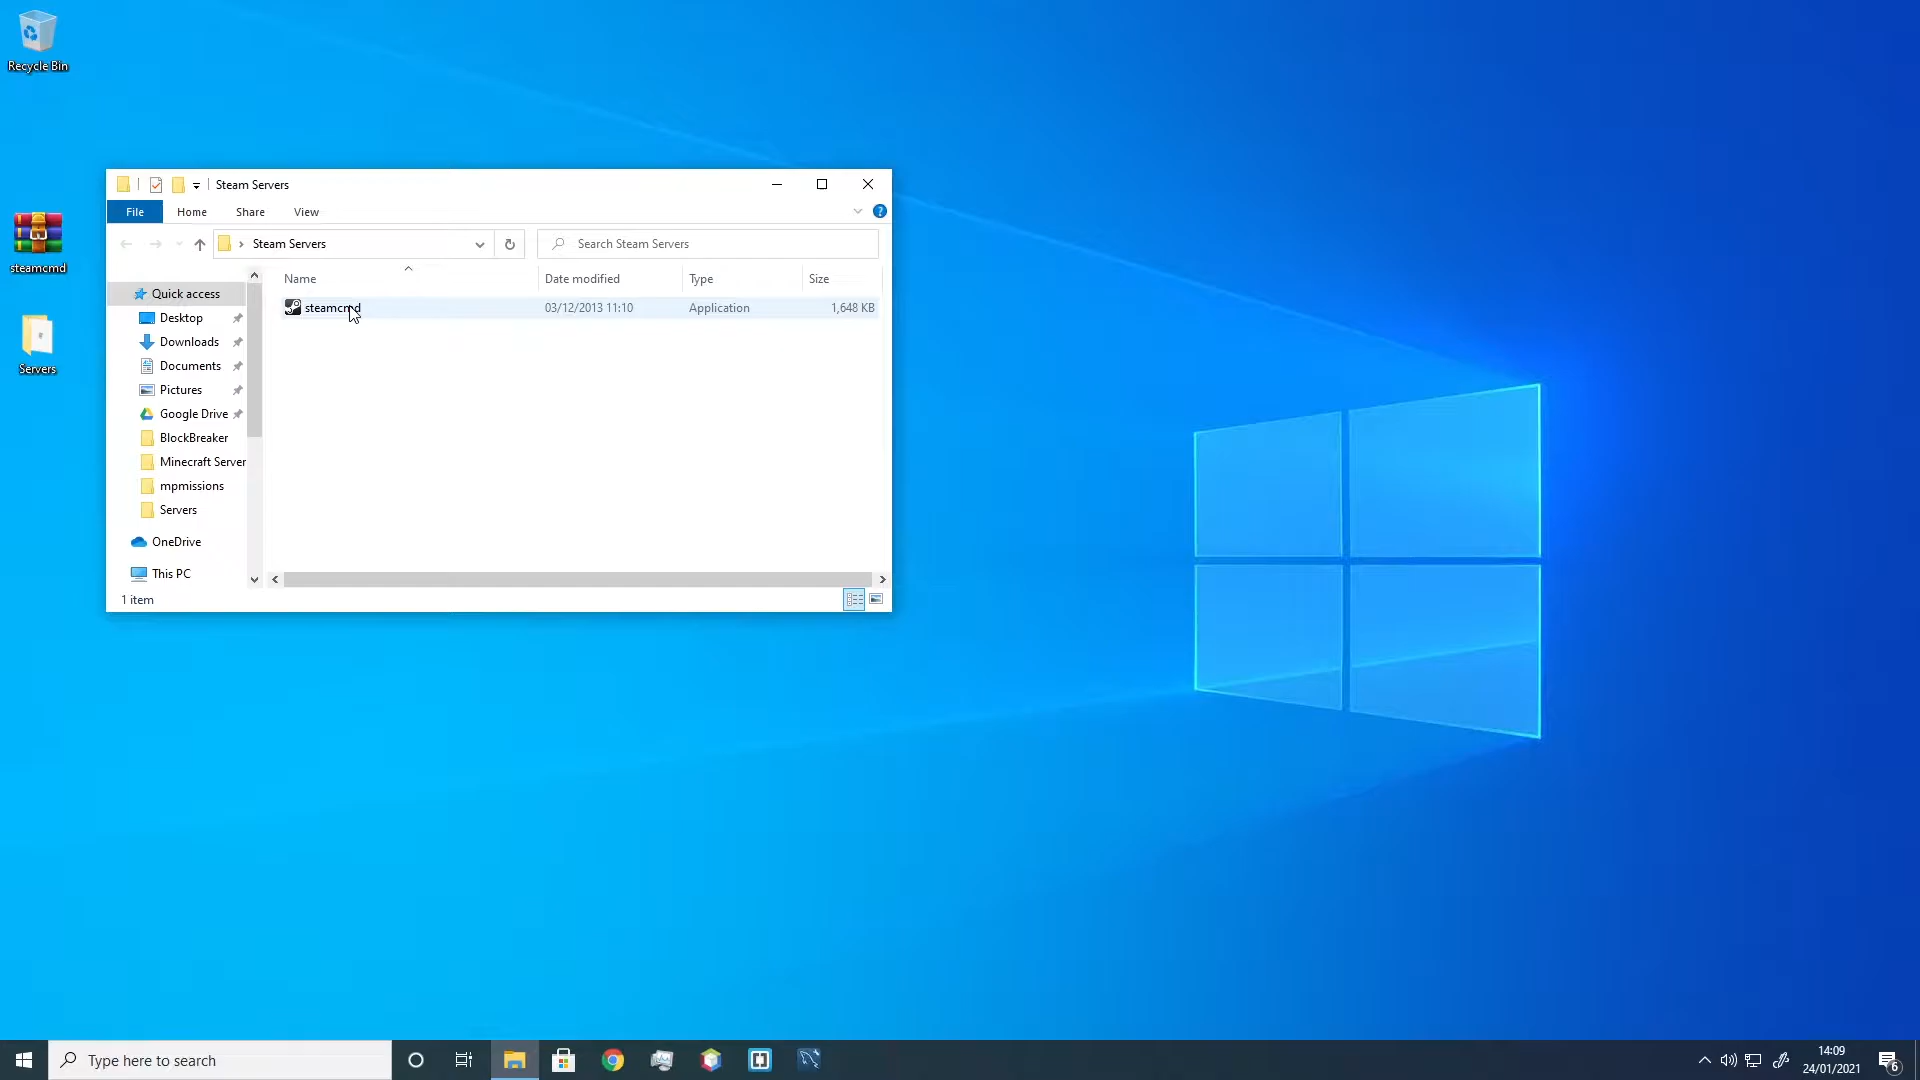 Recycle Bin
steamcmd
Servers
Steam Servers
File Home Share View
Steam Servers
Search Steam Servers
Name Date modified Type Size
steamcmd 03/12/2013 11:10 Application 1,648 KB
Quick access
Desktop
Downloads
Documents
Pictures
Google Drive
BlockBreaker
Minecraft Server
mpmissions
Servers
OneDrive
This PC
1 item
Type here to search
14:09
24/01/2021
6